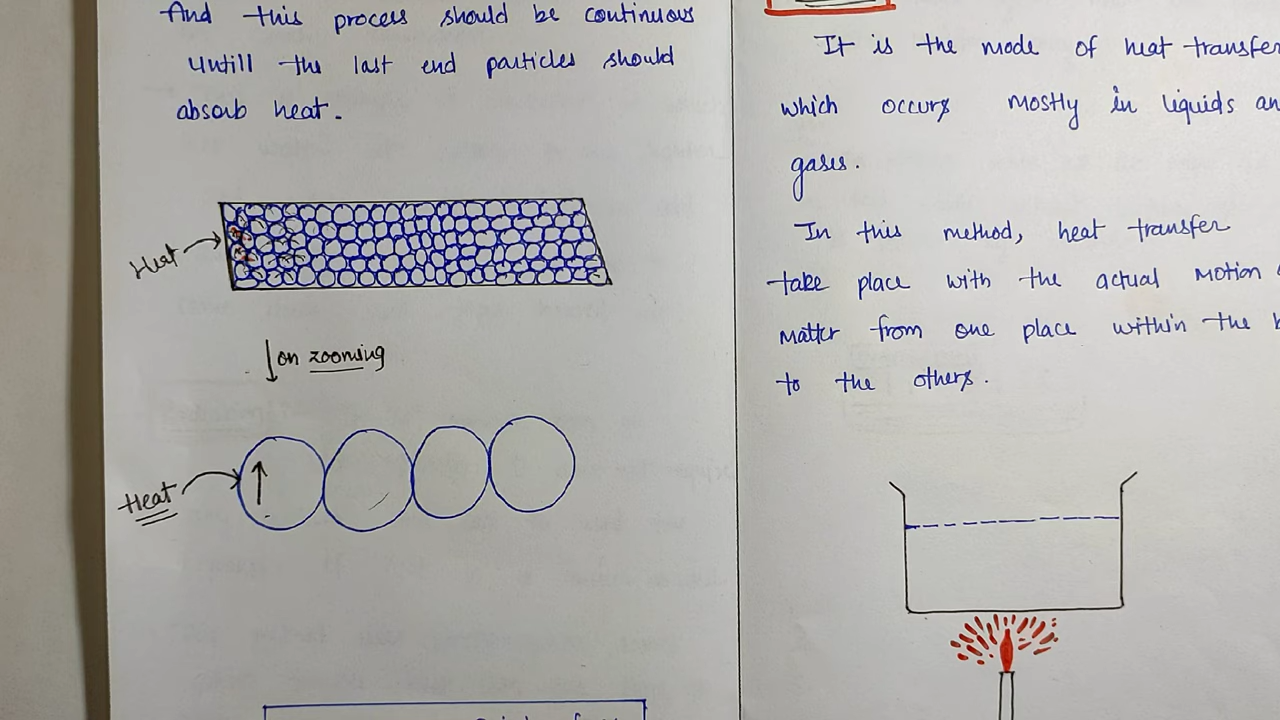 And this process should be continuous
untill the last end particles should
absorb heat.
Heat
on zooming
Heat
It is the mode of heat transfer
which occurs mostly in liquids an
gases.
In this method, heat transfer
take place with the actual motion
matter from one place within the
to the others.